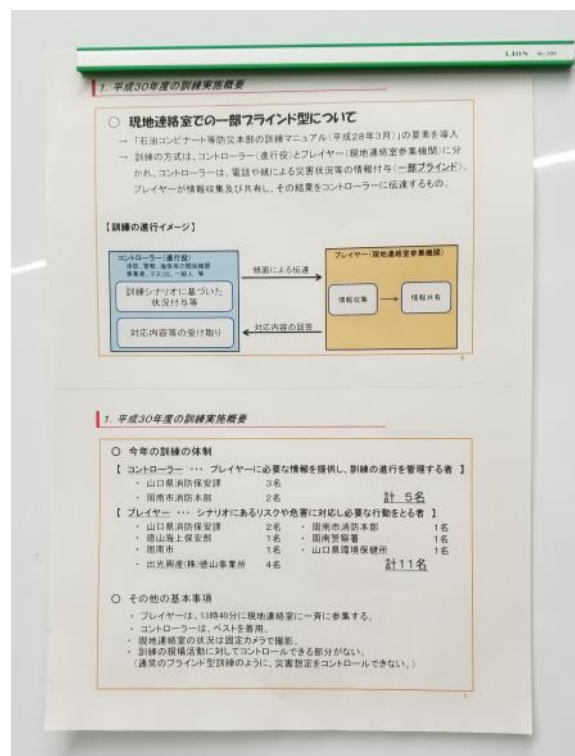 LION No.300
1. 平成30年度の訓練実施概要
○ 現地連絡室での一部ブラインド型について
→ 「石油コンビナート等防災本部の訓練マニュアル(平成28年3月)」の要素を導入
→ 訓練の方式は、コントローラー(進行役)とプレイヤー(現地連絡室参集機関)に分
かれ、コントローラーは、電話や紙による災害状況等の情報付与(一部ブラインド)。
プレイヤーが情報収集及び共有し、その結果をコントローラーに伝達するもの。
【訓練の進行イメージ】
コントローラー(進行役)
消防、警察、海保等の関係機関
事業者、マスコミ、一般人 等
訓練シナリオに基づいた
状況付与等
対応内容等の受け取り
紙面による伝達
対応内容の回答
プレイヤー(現地連絡室参集機関)
情報収集
情報共有
5
1. 平成30年度の訓練実施概要
○ 今年の訓練の体制
【 コントローラー ・・・ プレイヤーに必要な情報を提供し、訓練の進行を管理する者 】
・ 山口県消防保安課 3名
・ 周南市消防本部 2名 計 5名
【 プレイヤー ・・・ シナリオにあるリスクや危害に対応し必要な行動をとる者 】
・ 山口県消防保安課 2名 ・ 周南市消防本部 1名
・ 徳山海上保安部 1名 ・ 周南警察署 1名
・ 周南市 1名 ・ 山口県環境保健所 1名
・ 出光興産(株)徳山事業所 4名 計11名
○ その他の基本事項
・ プレイヤーは、13時40分に現地連絡室に一斉に参集する。
・ コントローラーは、ベストを着用。
・ 現地連絡室の状況は固定カメラで撮影。
・ 訓練の現場活動に対してコントロールできる部分がない。
(通常のブラインド型訓練のように、災害想定をコントロールできない。)